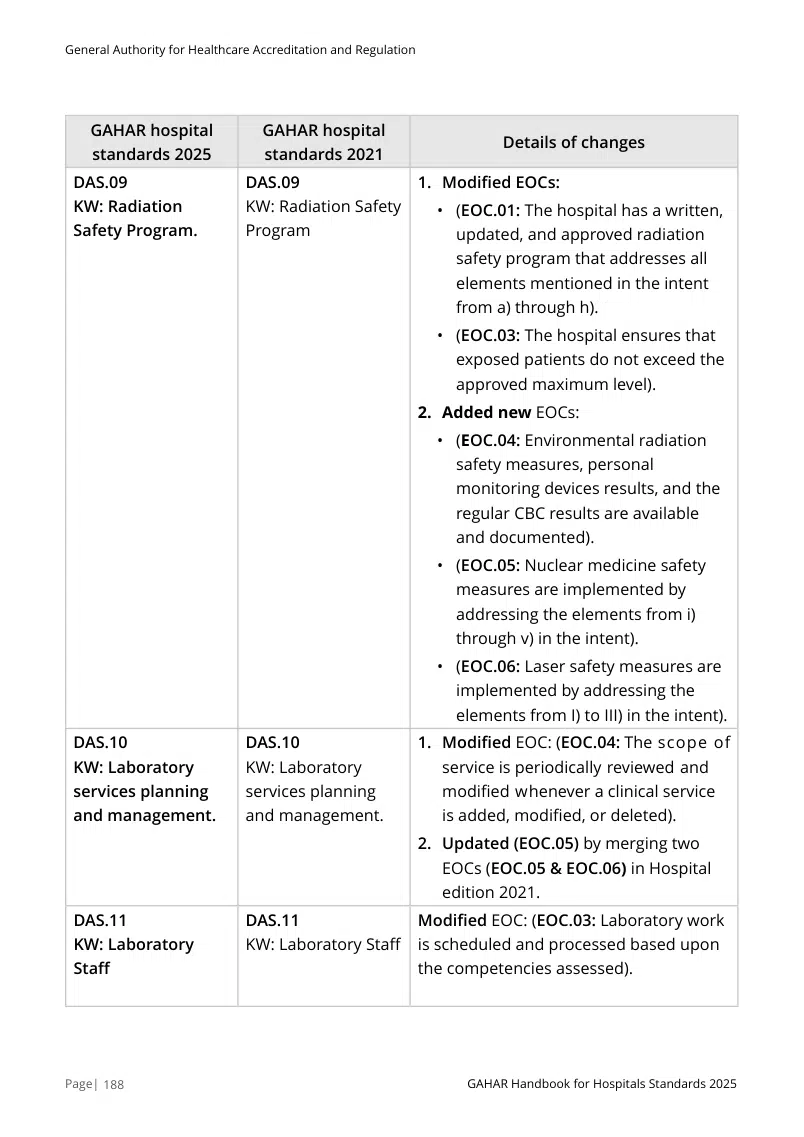 General Authority for Healthcare Accreditation and Regulation
GAHAR hospital
standards 2025
GAHAR hospital
standards 2021
Details of changes
DAS.09
KW: Radiation
Safety Program.
DAS.09
KW: Radiation Safety
Program
1. Modified EOCs:
• (EOC.01: The hospital has a written,
updated, and approved radiation
safety program that addresses all
elements mentioned in the intent
from a) through h).
• (EOC.03: The hospital ensures that
exposed patients do not exceed the
approved maximum level).
2. Added new EOCs:
• (EOC.04: Environmental radiation
safety measures, personal
monitoring devices results, and the
regular CBC results are available
and documented).
• (EOC.05: Nuclear medicine safety
measures are implemented by
addressing the elements from i)
through v) in the intent).
• (EOC.06: Laser safety measures are
implemented by addressing the
elements from I) to III) in the intent).
DAS.10
KW: Laboratory
services planning
and management.
DAS.10
KW: Laboratory
services planning
and management.
1. Modified EOC: (EOC.04: The scope of
service is periodically reviewed and
modified whenever a clinical service
is added, modified, or deleted).
2. Updated (EOC.05) by merging two
EOCs (EOC.05 & EOC.06) in Hospital
edition 2021.
DAS.11
KW: Laboratory
Staff
DAS.11
KW: Laboratory Staff
Modified EOC: (EOC.03: Laboratory work
is scheduled and processed based upon
the competencies assessed).
Page| 188
GAHAR Handbook for Hospitals Standards 2025